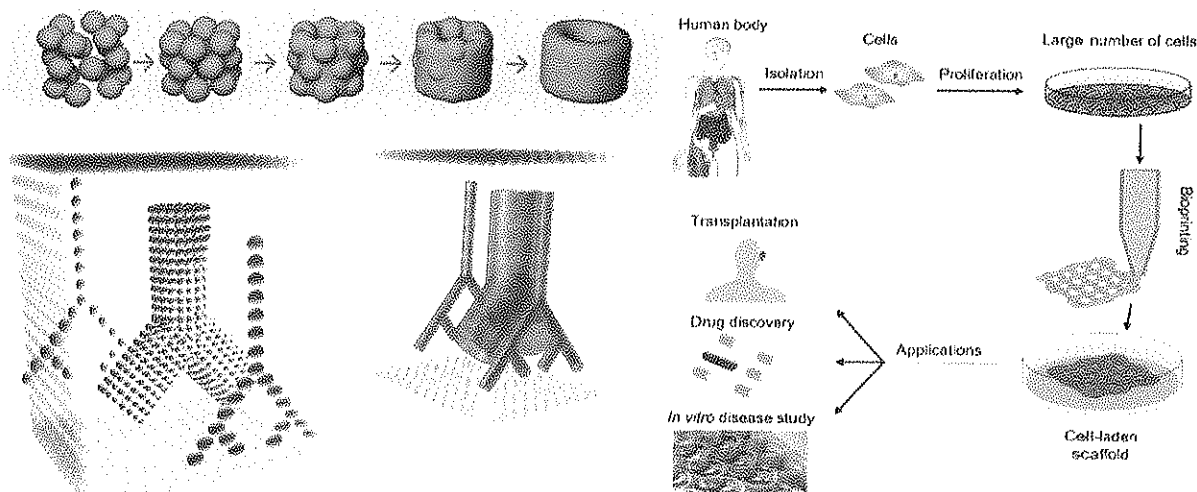 Human body
Cells
Large number of cells
Isolation
Proliferation
Bioprinting
Transplantation
Drug discovery
Applications
In vitro disease study
Cell-laden
scaffold